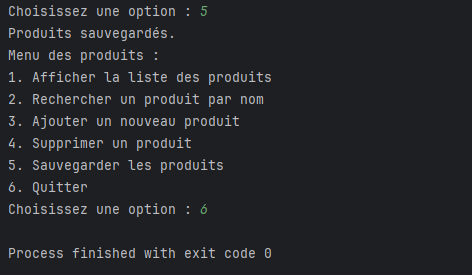 Choisissez une option : 5
Produits sauvegardés.
Menu des produits :
1. Afficher la liste des produits
2. Rechercher un produit par nom
3. Ajouter un nouveau produit
4. Supprimer un produit
5. Sauvegarder les produits
6. Quitter
Choisissez une option : 6
Process finished with exit code 0